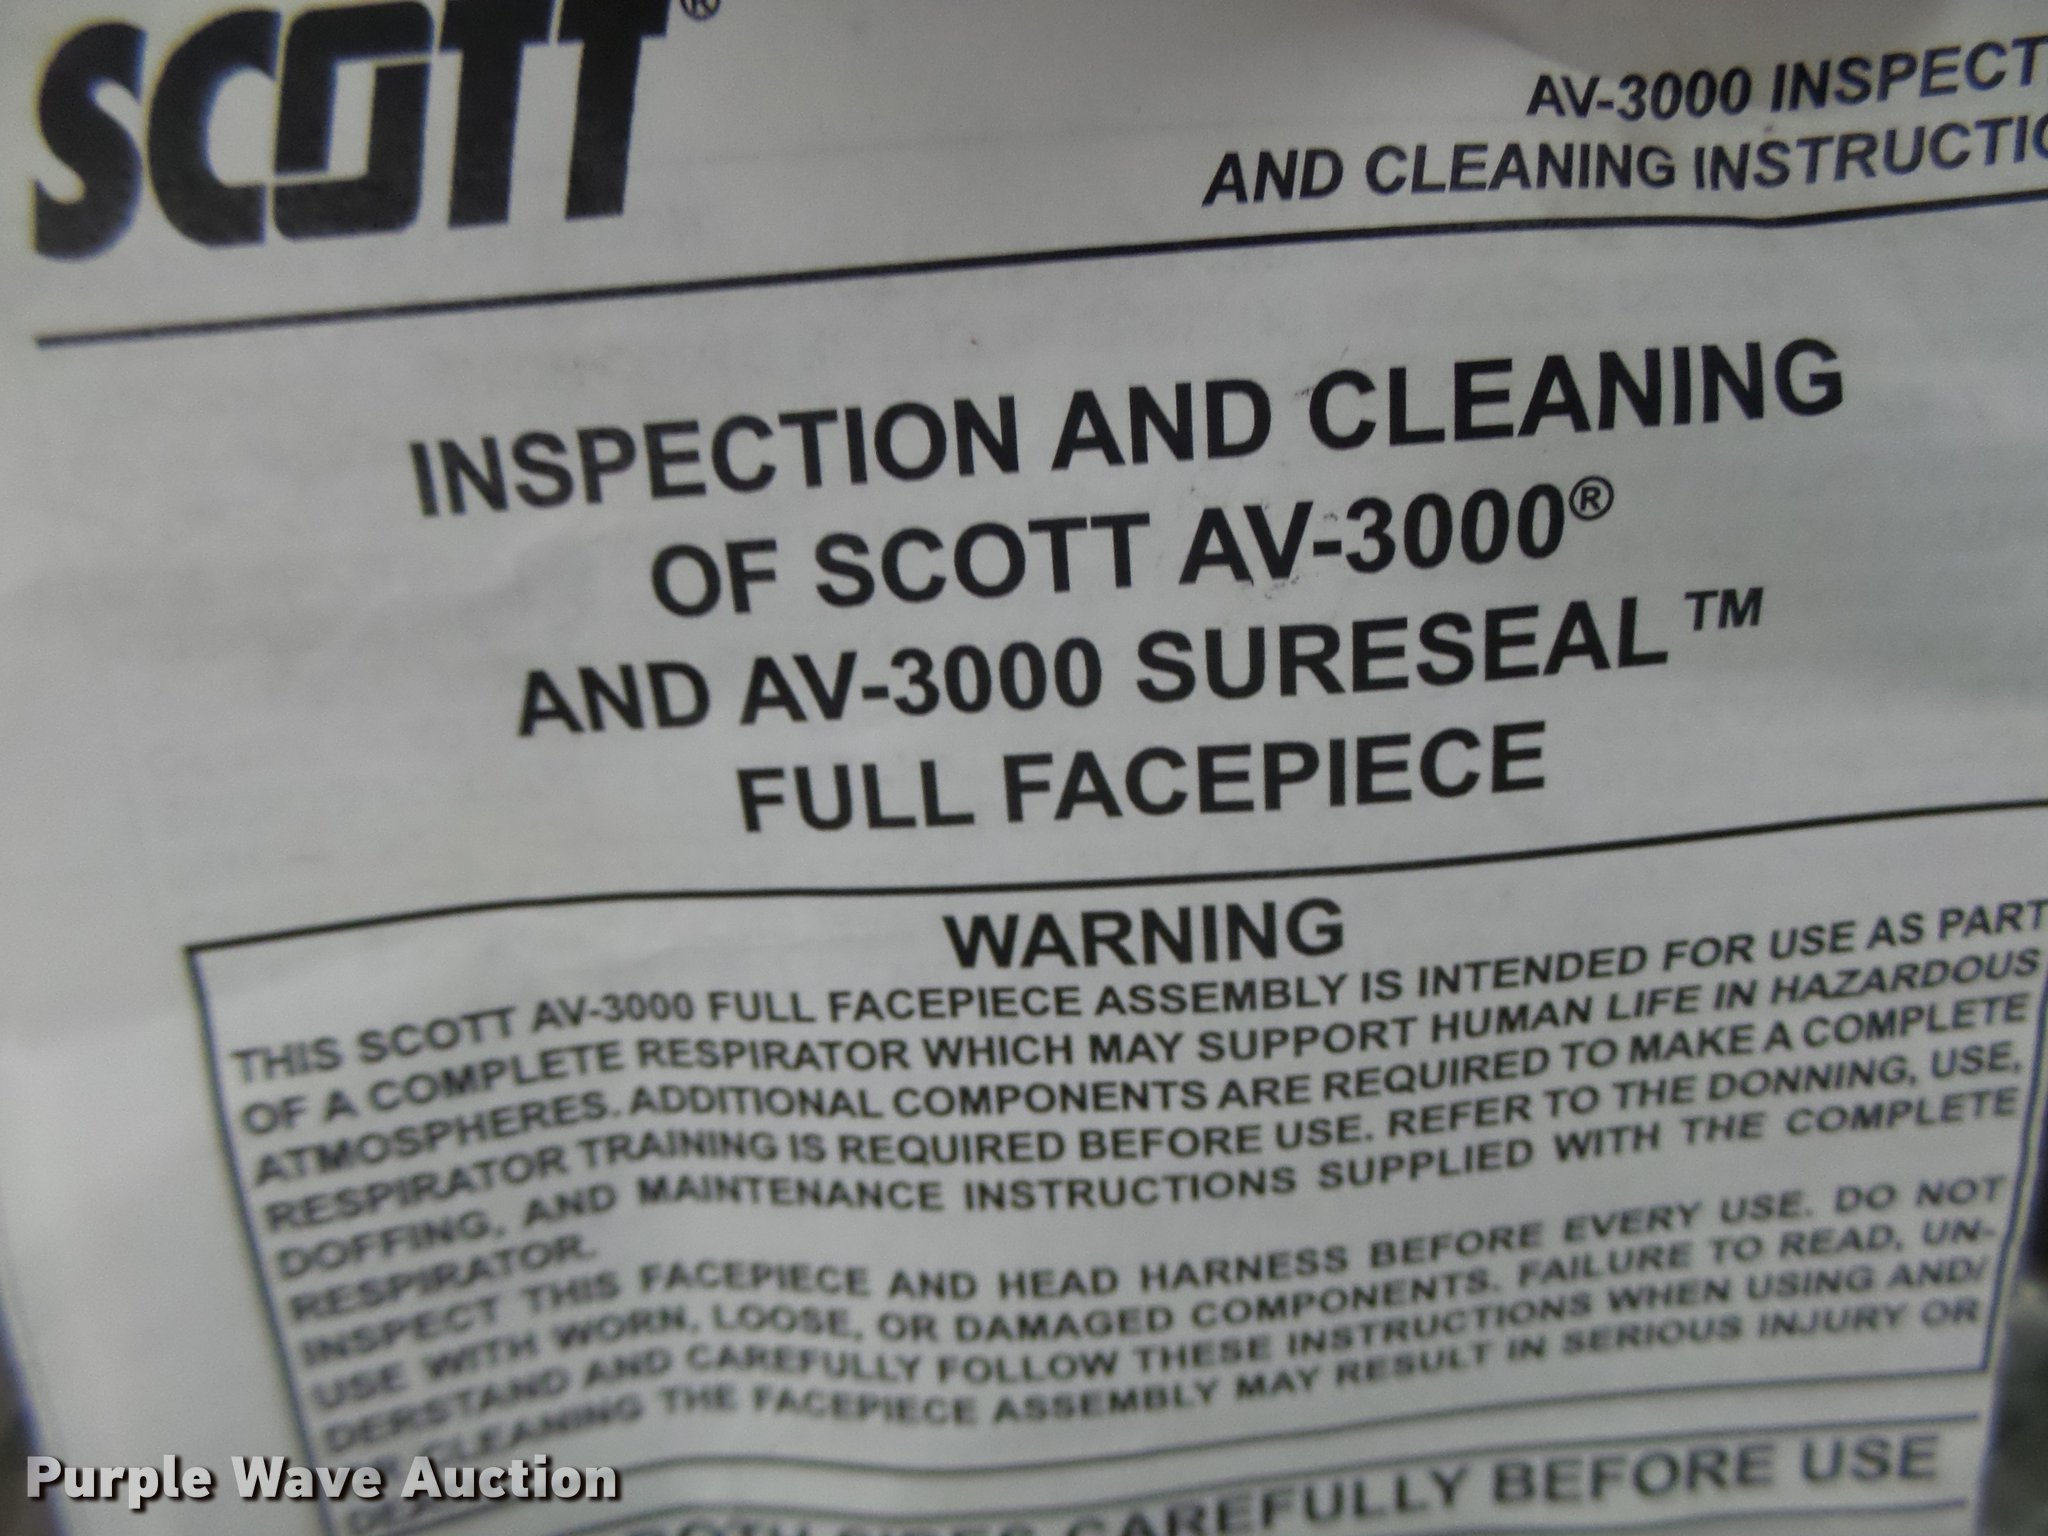 SCOTT®
AV-3000 INSPECT
AND CLEANING INSTRUCTIO
INSPECTION AND CLEANING
OF SCOTT AV-3000®
AND AV-3000 SURESEAL™
FULL FACEPIECE
WARNING
THIS SCOTT AV-3000 FULL FACEPIECE ASSEMBLY IS INTENDED FOR USE AS PART
OF A COMPLETE RESPIRATOR WHICH MAY SUPPORT HUMAN LIFE IN HAZARDOUS
ATMOSPHERES. ADDITIONAL COMPONENTS ARE REQUIRED TO MAKE A COMPLETE
RESPIRATOR TRAINING IS REQUIRED BEFORE USE. REFER TO THE DONNING, USE,
DOFFING, AND MAINTENANCE INSTRUCTIONS SUPPLIED WITH THE COMPLETE
RESPIRATOR.
INSPECT THIS FACEPIECE AND HEAD HARNESS BEFORE EVERY USE. DO NOT
USE WITH WORN, LOOSE, OR DAMAGED COMPONENTS. FAILURE TO READ, UN-
DERSTAND AND CAREFULLY FOLLOW THESE INSTRUCTIONS WHEN USING AND/
OR CLEANING THE FACEPIECE ASSEMBLY MAY RESULT IN SERIOUS INJURY OR
SIDES CAREFULLY BEFORE USE
Purple Wave Auction